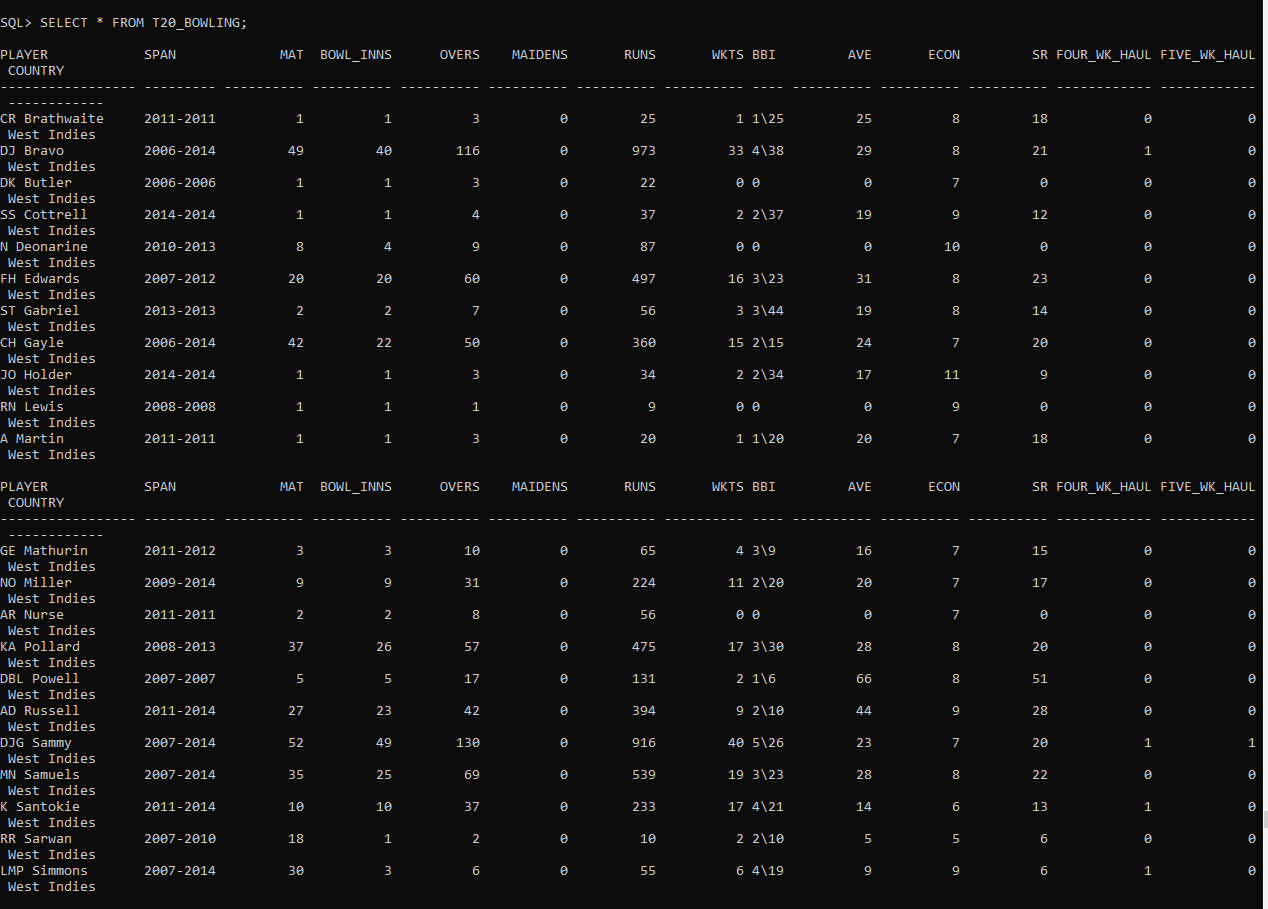 SQL> SELECT * FROM T20_BOWLING;
PLAYER            SPAN             MAT  BOWL_INNS      OVERS    MAIDENS       RUNS       WKTS BBI         AVE       ECON         SR FOUR_WK_HAUL FIVE_WK_HAUL
 COUNTRY
----------------- --------- ---------- ---------- ---------- ---------- ---------- ---------- ---- ---------- ---------- ---------- ------------ ------------
 ------------
CR Brathwaite     2011-2011          1          1          3          0         25          1 1\25         25          8         18            0            0
 West Indies
DJ Bravo          2006-2014         49         40        116          0        973         33 4\38         29          8         21            1            0
 West Indies
DK Butler         2006-2006          1          1          3          0         22          0 0             0          7          0            0            0
 West Indies
SS Cottrell       2014-2014          1          1          4          0         37          2 2\37         19          9         12            0            0
 West Indies
N Deonarine       2010-2013          8          4          9          0         87          0 0             0         10          0            0            0
 West Indies
FH Edwards        2007-2012         20         20         60          0        497         16 3\23         31          8         23            0            0
 West Indies
ST Gabriel        2013-2013          2          2          7          0         56          3 3\44         19          8         14            0            0
 West Indies
CH Gayle          2006-2014         42         22         50          0        360         15 2\15         24          7         20            0            0
 West Indies
JO Holder         2014-2014          1          1          3          0         34          2 2\34         17         11          9            0            0
 West Indies
RN Lewis          2008-2008          1          1          1          0          9          0 0             0          9          0            0            0
 West Indies
A Martin          2011-2011          1          1          3          0         20          1 1\20         20          7         18            0            0
 West Indies
PLAYER            SPAN             MAT  BOWL_INNS      OVERS    MAIDENS       RUNS       WKTS BBI         AVE       ECON         SR FOUR_WK_HAUL FIVE_WK_HAUL
 COUNTRY
----------------- --------- ---------- ---------- ---------- ---------- ---------- ---------- ---- ---------- ---------- ---------- ------------ ------------
 ------------
GE Mathurin       2011-2012          3          3         10          0         65          4 3\9          16          7         15            0            0
 West Indies
NO Miller         2009-2014          9          9         31          0        224         11 2\20         20          7         17            0            0
 West Indies
AR Nurse          2011-2011          2          2          8          0         56          0 0             0          7          0            0            0
 West Indies
KA Pollard        2008-2013         37         26         57          0        475         17 3\30         28          8         20            0            0
 West Indies
DBL Powell        2007-2007          5          5         17          0        131          2 1\6          66          8         51            0            0
 West Indies
AD Russell        2011-2014         27         23         42          0        394          9 2\10         44          9         28            0            0
 West Indies
DJG Sammy         2007-2014         52         49        130          0        916         40 5\26         23          7         20            1            1
 West Indies
MN Samuels        2007-2014         35         25         69          0        539         19 3\23         28          8         22            0            0
 West Indies
K Santokie        2011-2014         10         10         37          0        233         17 4\21         14          6         13            1            0
 West Indies
RR Sarwan         2007-2010         18          1          2          0         10          2 2\10          5          5          6            0            0
 West Indies
LMP Simmons       2007-2014         30          3          6          0         55          6 4\19          9          9          6            1            0
 West Indies